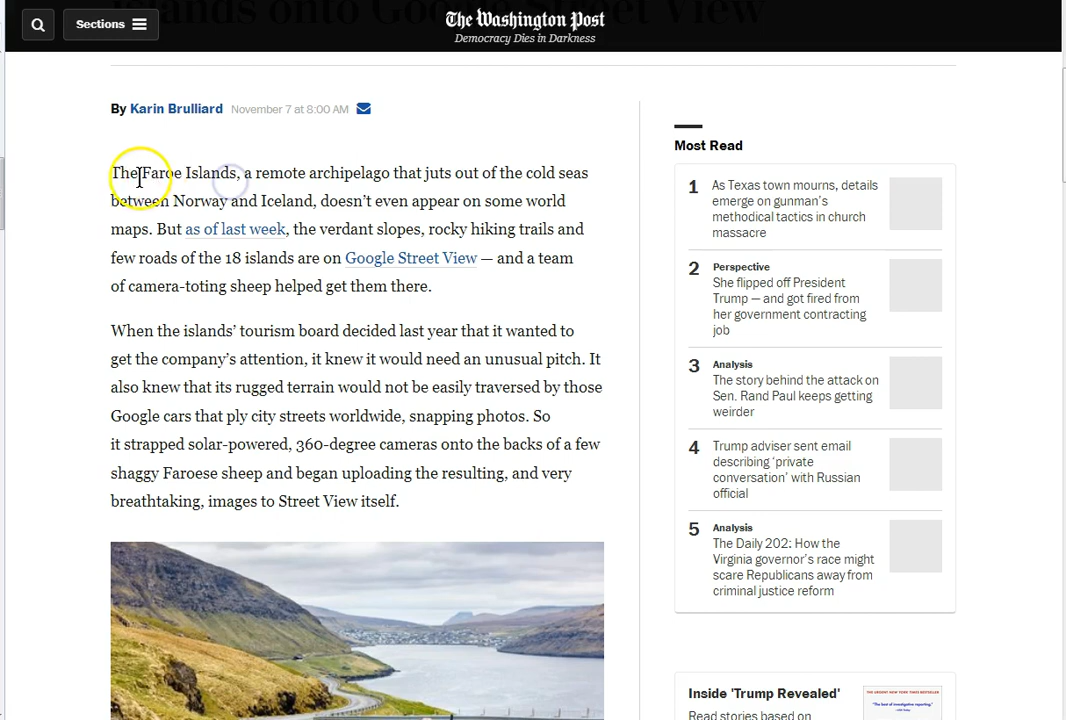 islands onto Google Street View
Sections
The Washington Post
Democracy Dies in Darkness
By Karin Brulliard November 7 at 8:00 AM
The Faroe Islands, a remote archipelago that juts out of the cold seas
between Norway and Iceland, doesn’t even appear on some world
maps. But as of last week, the verdant slopes, rocky hiking trails and
few roads of the 18 islands are on Google Street View — and a team
of camera-toting sheep helped get them there.
When the islands’ tourism board decided last year that it wanted to
get the company’s attention, it knew it would need an unusual pitch. It
also knew that its rugged terrain would not be easily traversed by those
Google cars that ply city streets worldwide, snapping photos. So
it strapped solar-powered, 360-degree cameras onto the backs of a few
shaggy Faroese sheep and began uploading the resulting, and very
breathtaking, images to Street View itself.
Most Read
1 As Texas town mourns, details
emerge on gunman’s
methodical tactics in church
massacre
2 Perspective
She flipped off President
Trump — and got fired from
her government contracting
job
3 Analysis
The story behind the attack on
Sen. Rand Paul keeps getting
weirder
4 Trump adviser sent email
describing ‘private
conversation’ with Russian
official
5 Analysis
The Daily 202: How the
Virginia governor’s race might
scare Republicans away from
criminal justice reform
Inside 'Trump Revealed'
Read stories based on